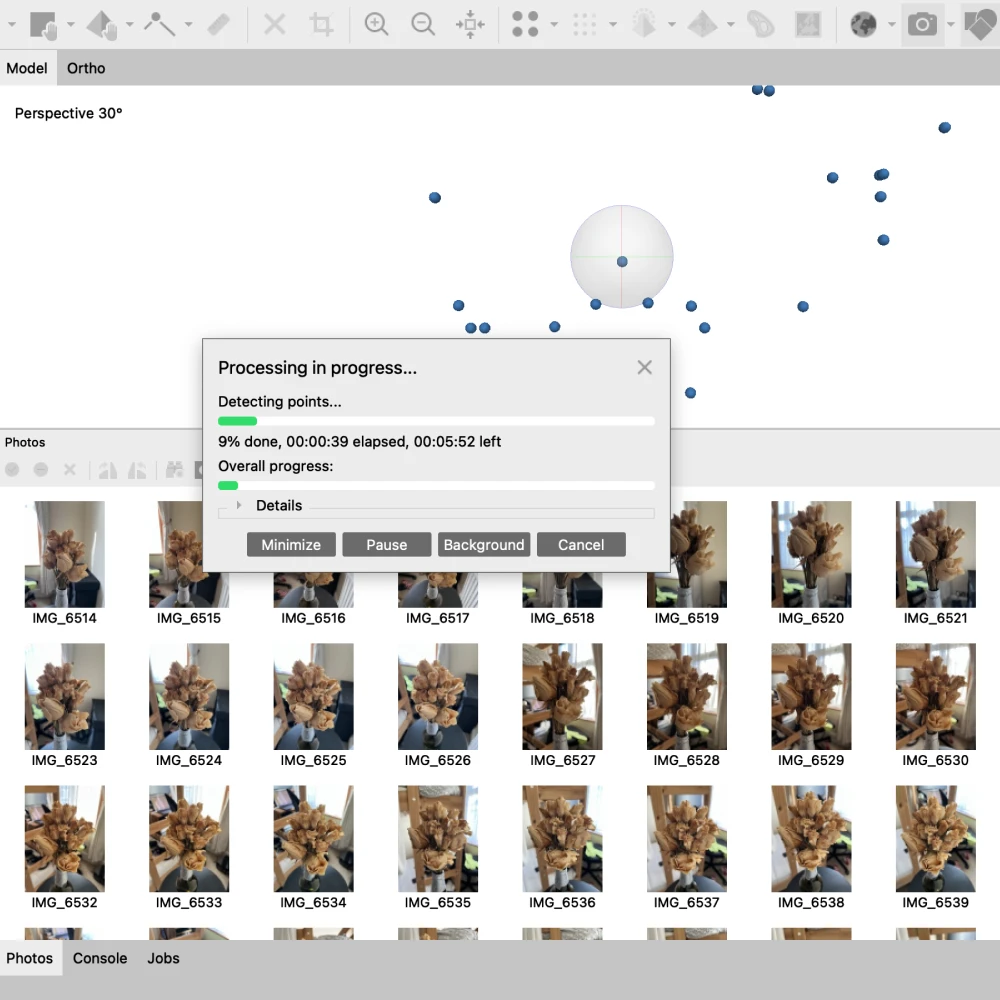 Model Ortho
Perspective 30°
Processing in progress...
Detecting points...
9% done, 00:00:39 elapsed, 00:05:52 left
Overall progress:
Details
Minimize Pause Background Cancel
Photos
IMG_6514 IMG_6515 IMG_6516 IMG_6517 IMG_6518 IMG_6519 IMG_6520 IMG_6521
IMG_6523 IMG_6524 IMG_6525 IMG_6526 IMG_6527 IMG_6528 IMG_6529 IMG_6530
IMG_6532 IMG_6533 IMG_6534 IMG_6535 IMG_6536 IMG_6537 IMG_6538 IMG_6539
Photos Console Jobs